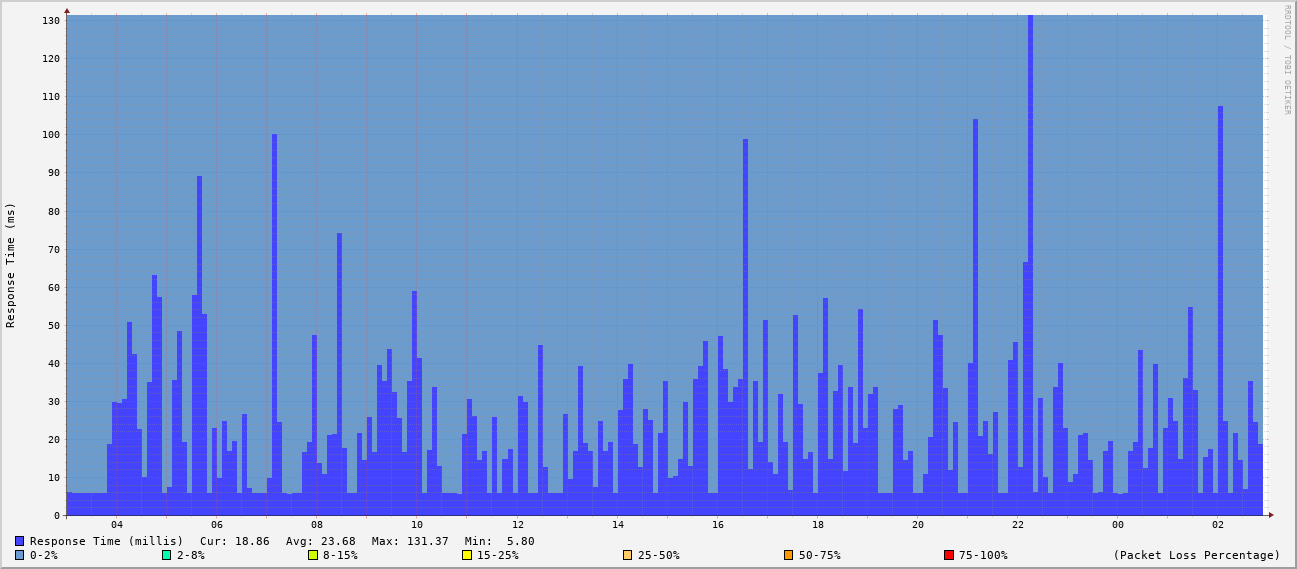 RRDTOOL / TOBI OETIKER
Response Time (ms)
130
120
110
100
90
80
70
60
50
40
30
20
10
0
04 06 08 10 12 14 16 18 20 22 00 02
Response Time (millis) Cur: 18.86 Avg: 23.68 Max: 131.37 Min: 5.80
0-2% 2-8% 8-15% 15-25% 25-50% 50-75% 75-100% (Packet Loss Percentage)